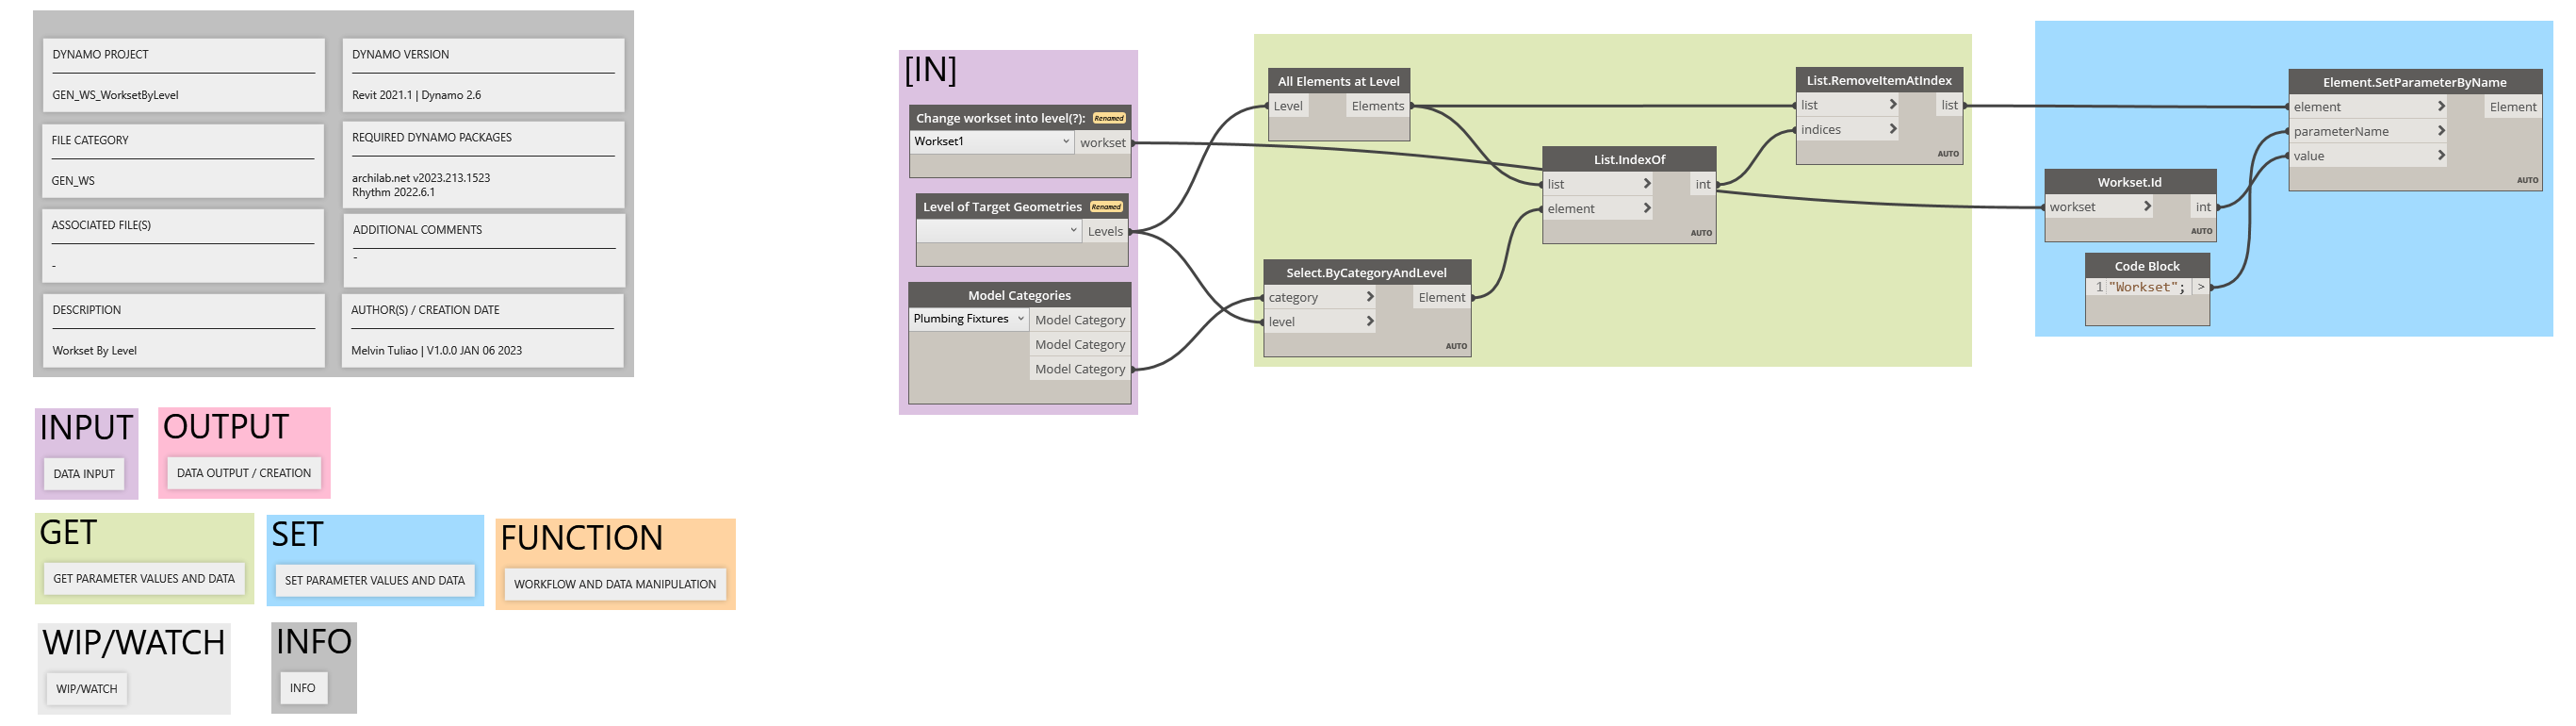 DYNAMO PROJECT
GEN_WS_WorksetByLevel
DYNAMO VERSION
Revit 2021.1 | Dynamo 2.6
FILE CATEGORY
GEN_WS
REQUIRED DYNAMO PACKAGES
archilab.net v2023.213.1523
Rhythm 2022.6.1
ASSOCIATED FILE(S)
-
ADDITIONAL COMMENTS
-
DESCRIPTION
Workset By Level
AUTHOR(S) / CREATION DATE
Melvin Tuliao | V1.0.0 JAN 06 2023
INPUT
DATA INPUT
OUTPUT
DATA OUTPUT / CREATION
GET
GET PARAMETER VALUES AND DATA
SET
SET PARAMETER VALUES AND DATA
FUNCTION
WORKFLOW AND DATA MANIPULATION
WIP/WATCH
WIP/WATCH
INFO
INFO
[IN]
Change workset into level(?): Renamed
Workset1 workset
Level of Target Geometries Renamed
Levels
Model Categories
Plumbing Fixtures Model Category
Model Category
Model Category
All Elements at Level
Level Elements
Select.ByCategoryAndLevel
category > Element
level >
AUTO
List.IndexOf
list > int
element >
AUTO
List.RemoveItemAtIndex
list > list
indices >
AUTO
Workset.Id
workset > int
AUTO
Code Block
1 "Workset"; >
Element.SetParameterByName
element > Element
parameterName >
value >
AUTO